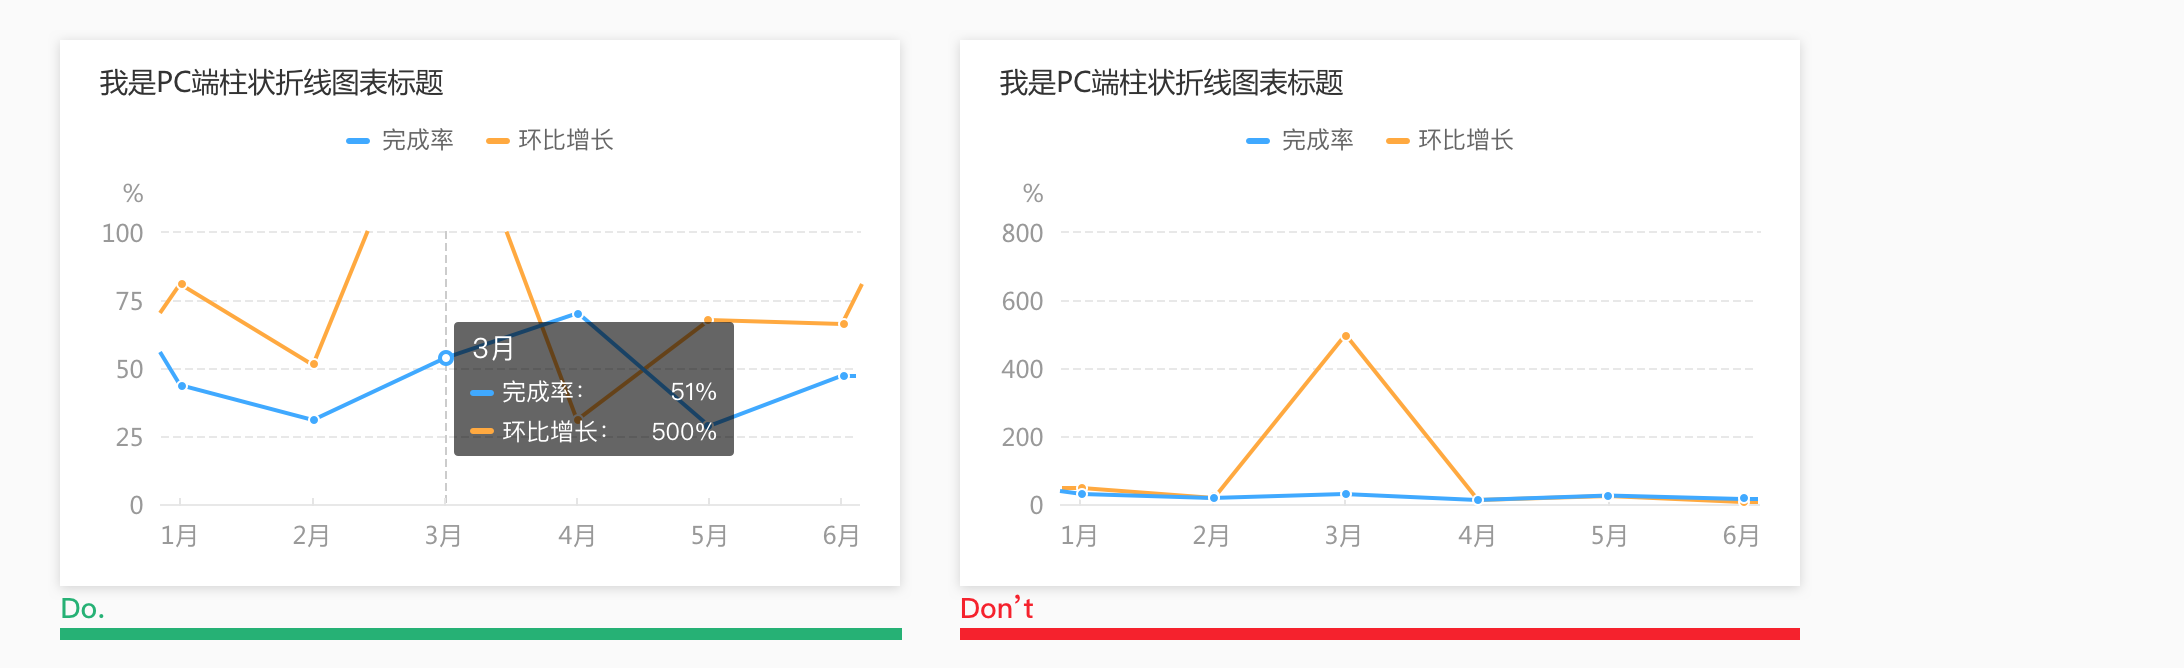 我是PC端柱状折线图表标题
完成率 环比增长
%
100
75
50
25
0
1月 2月 3月 4月 5月 6月
3月
完成率： 51%
环比增长： 500%
Do.
我是PC端柱状折线图表标题
完成率 环比增长
%
800
600
400
200
0
1月 2月 3月 4月 5月 6月
Don’t